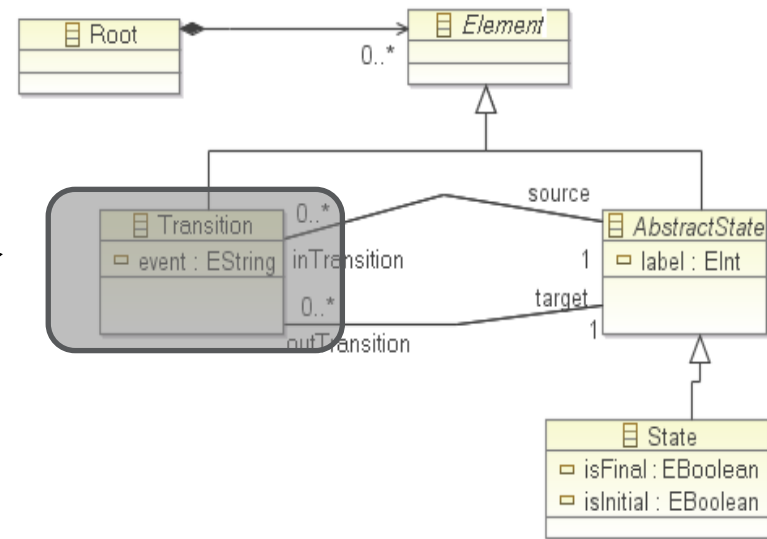 Root
Element
0..*
source
Transition
0..*
AbstractState
event : EString
inTransition
1
label : EInt
0..*
target
outTransition
1
State
isFinal : EBoolean
isInitial : EBoolean